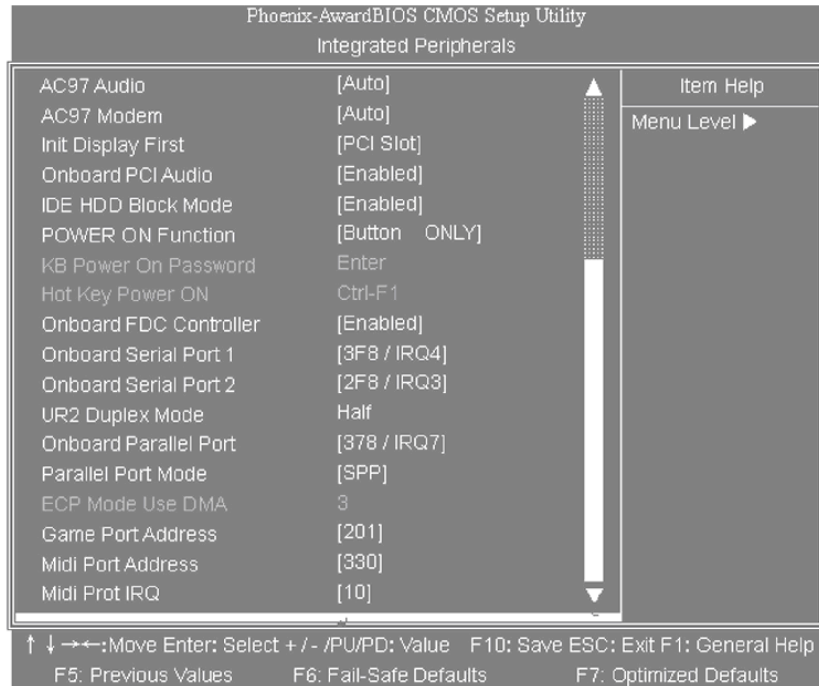 Phoenix-AwardBIOS CMOS Setup Utility
Integrated Peripherals
AC97 Audio [Auto]
AC97 Modem [Auto]
Init Display First [PCI Slot]
Onboard PCI Audio [Enabled]
IDE HDD Block Mode [Enabled]
POWER ON Function [Button ONLY]
KB Power On Password Enter
Hot Key Power ON Ctrl-F1
Onboard FDC Controller [Enabled]
Onboard Serial Port 1 [3F8 / IRQ4]
Onboard Serial Port 2 [2F8 / IRQ3]
UR2 Duplex Mode Half
Onboard Parallel Port [378 / IRQ7]
Parallel Port Mode [SPP]
ECP Mode Use DMA 3
Game Port Address [201]
Midi Port Address [330]
Midi Prot IRQ [10]
Item Help
Menu Level ▶
↑ ↓ →←:Move Enter: Select + / - /PU/PD: Value F10: Save ESC: Exit F1: General Help
F5: Previous Values F6: Fail-Safe Defaults F7: Optimized Defaults